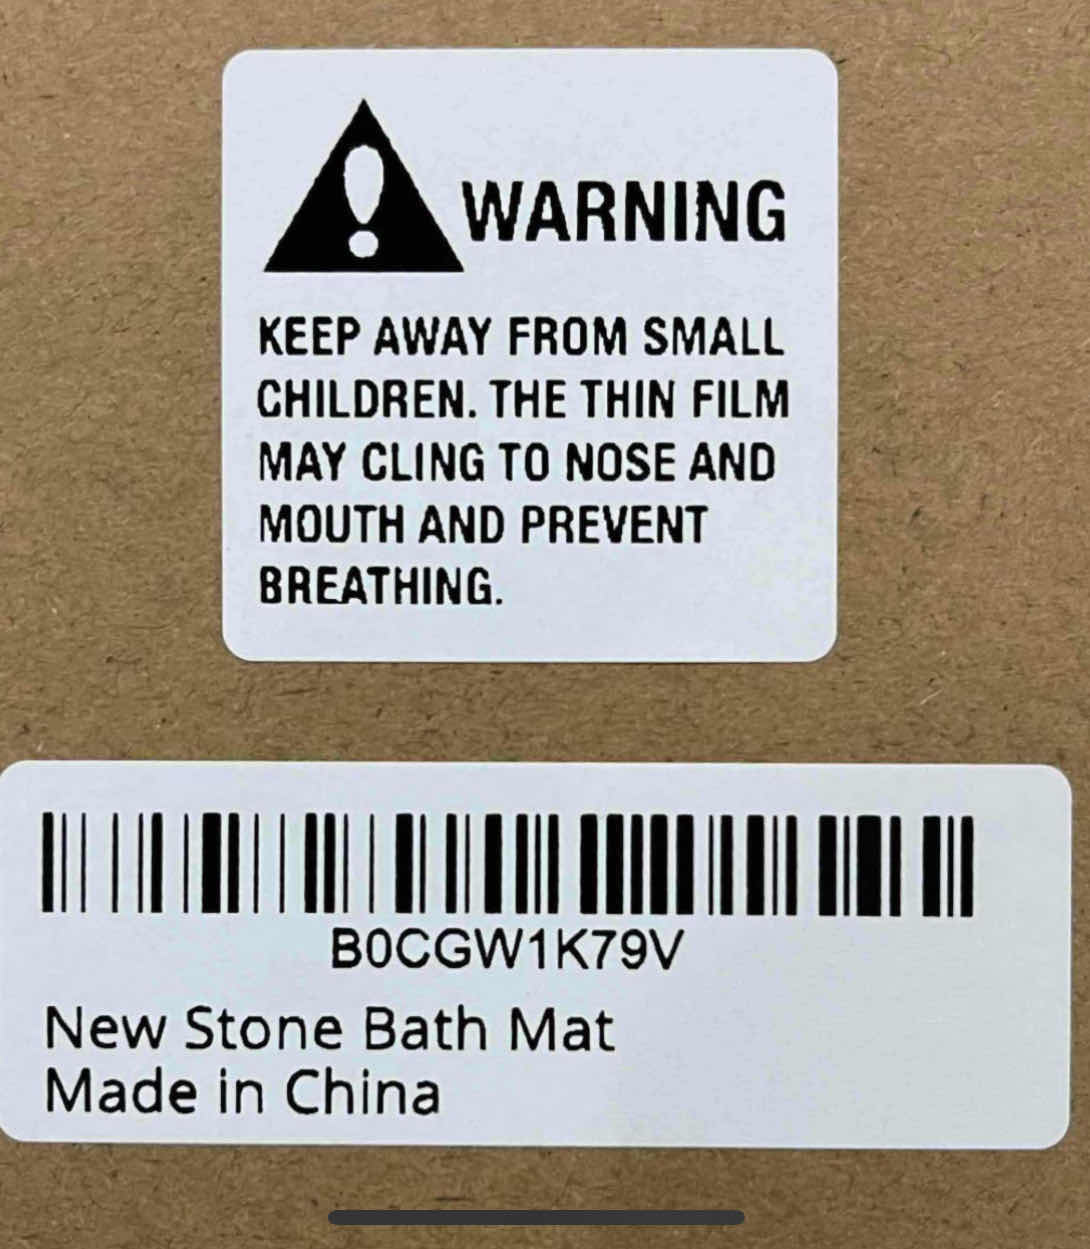 WARNING
KEEP AWAY FROM SMALL
CHILDREN. THE THIN FILM
MAY CLING TO NOSE AND
MOUTH AND PREVENT
BREATHING.
B0CGW1K79V
New Stone Bath Mat
Made in China